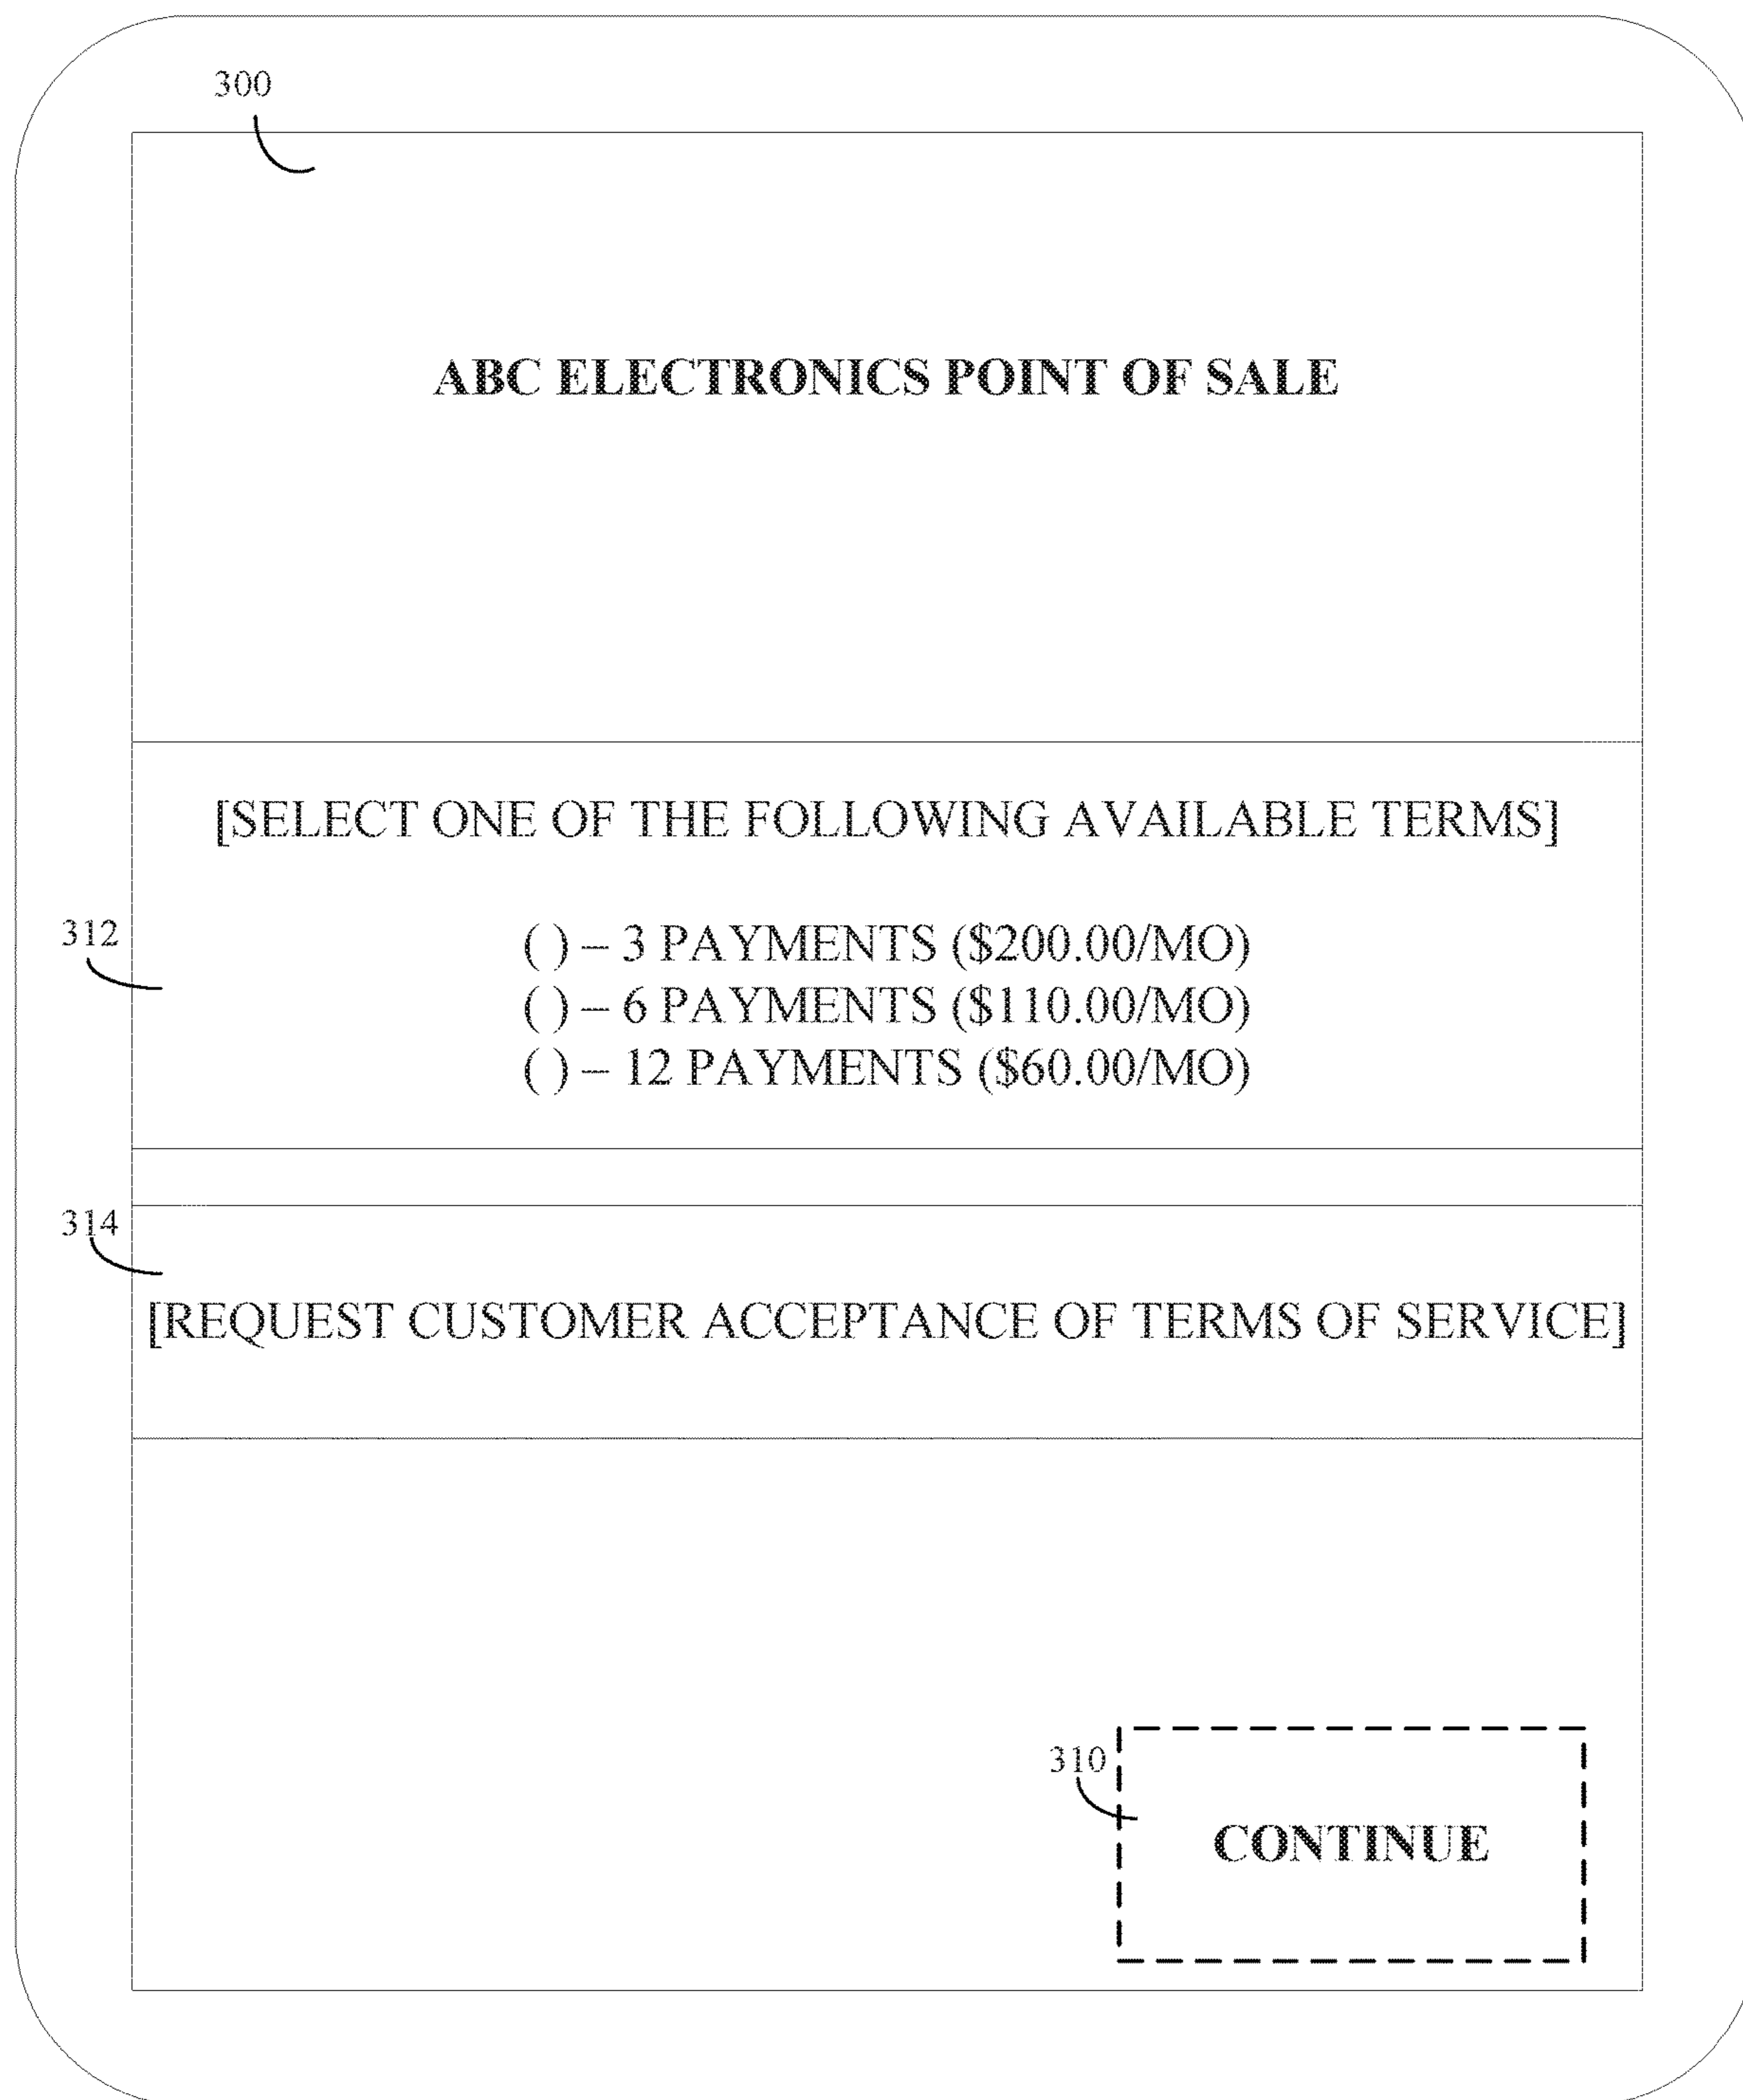 300
ABC ELECTRONICS POINT OF SALE
[SELECT ONE OF THE FOLLOWING AVAILABLE TERMS]
312
( ) – 3 PAYMENTS ($200.00/MO)
( ) – 6 PAYMENTS ($110.00/MO)
( ) – 12 PAYMENTS ($60.00/MO)
314
[REQUEST CUSTOMER ACCEPTANCE OF TERMS OF SERVICE]
310
CONTINUE